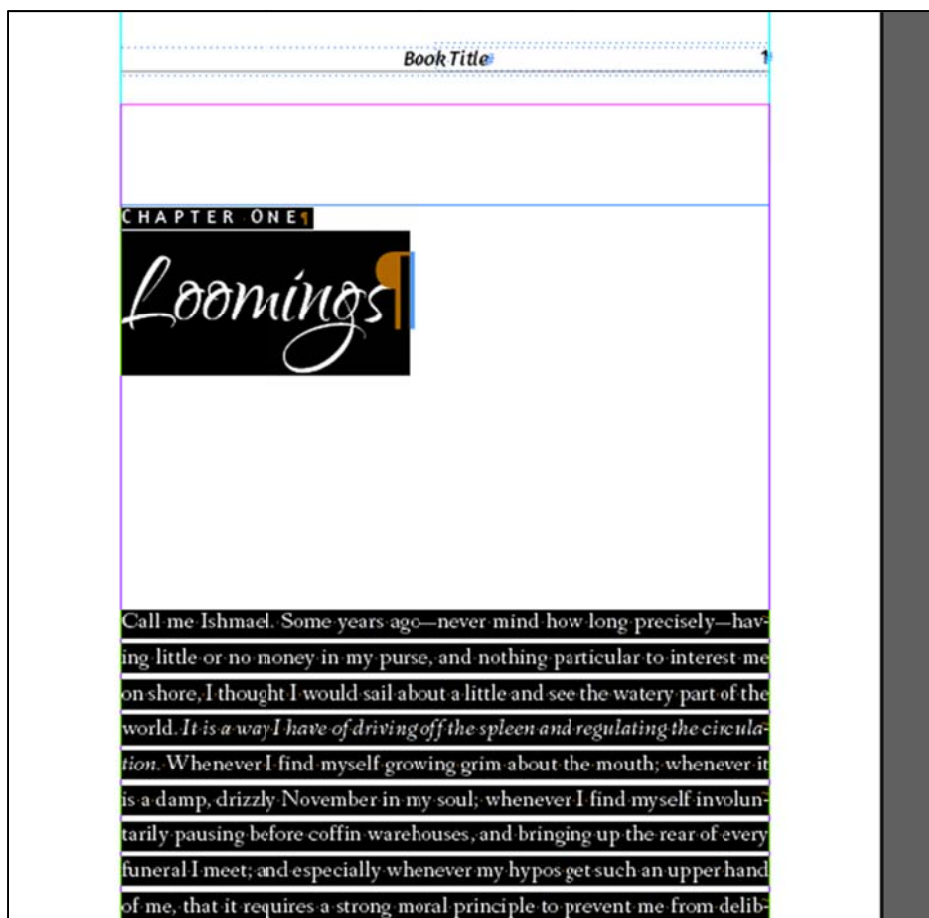 Book Title
1
CHAPTER ONE¶
Loomings¶
Call me Ishmael. Some years ago—never mind how long precisely—hav-
ing little or no money in my purse, and nothing particular to interest me
on shore, I thought I would sail about a little and see the watery part of the
world. It is a way I have of driving off the spleen and regulating the circula-
tion. Whenever I find myself growing grim about the mouth; whenever it
is a damp, drizzly November in my soul; whenever I find myself involun-
tarily pausing before coffin warehouses, and bringing up the rear of every
funeral I meet; and especially whenever my hypos get such an upper hand
of me, that it requires a strong moral principle to prevent me from delib-